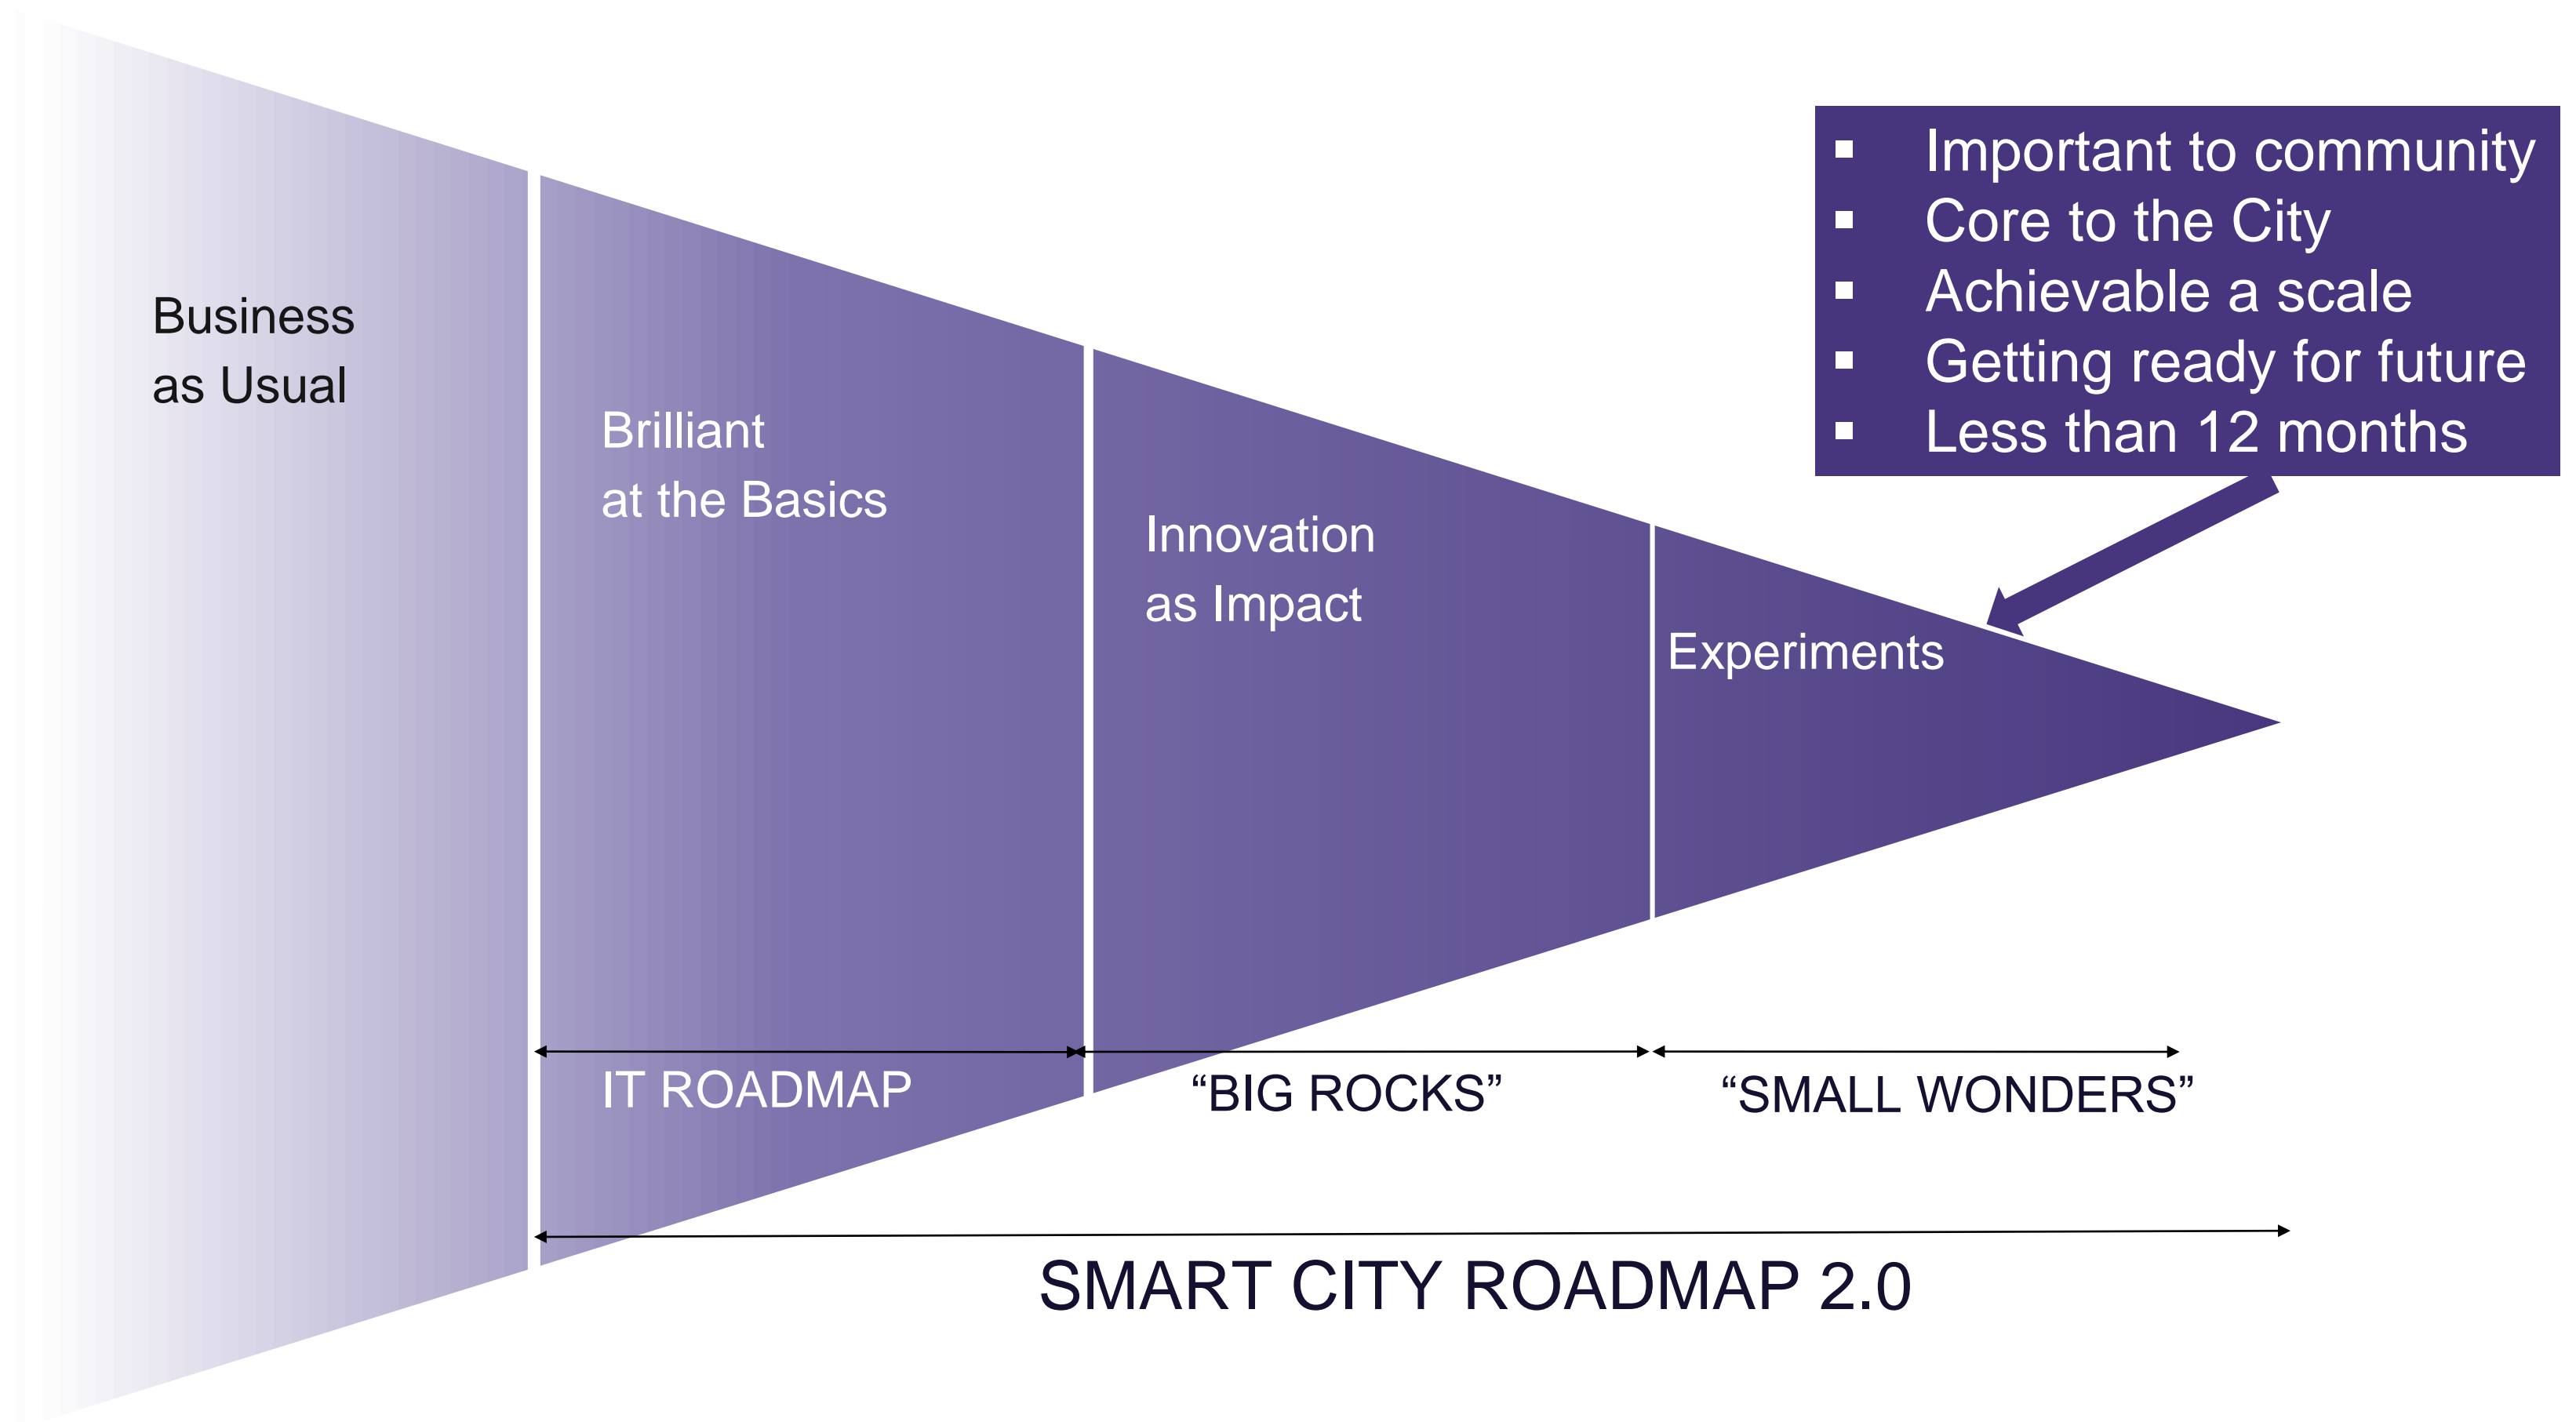 Business
as Usual
Brilliant
at the Basics
Innovation
as Impact
Experiments
▪ Important to community
▪ Core to the City
▪ Achievable a scale
▪ Getting ready for future
▪ Less than 12 months
IT ROADMAP
“BIG ROCKS”
“SMALL WONDERS”
SMART CITY ROADMAP 2.0